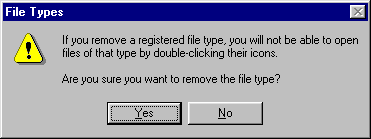 File Types
If you remove a registered file type, you will not be able to open
files of that type by double-clicking their icons.
Are you sure you want to remove the file type?
Yes
No